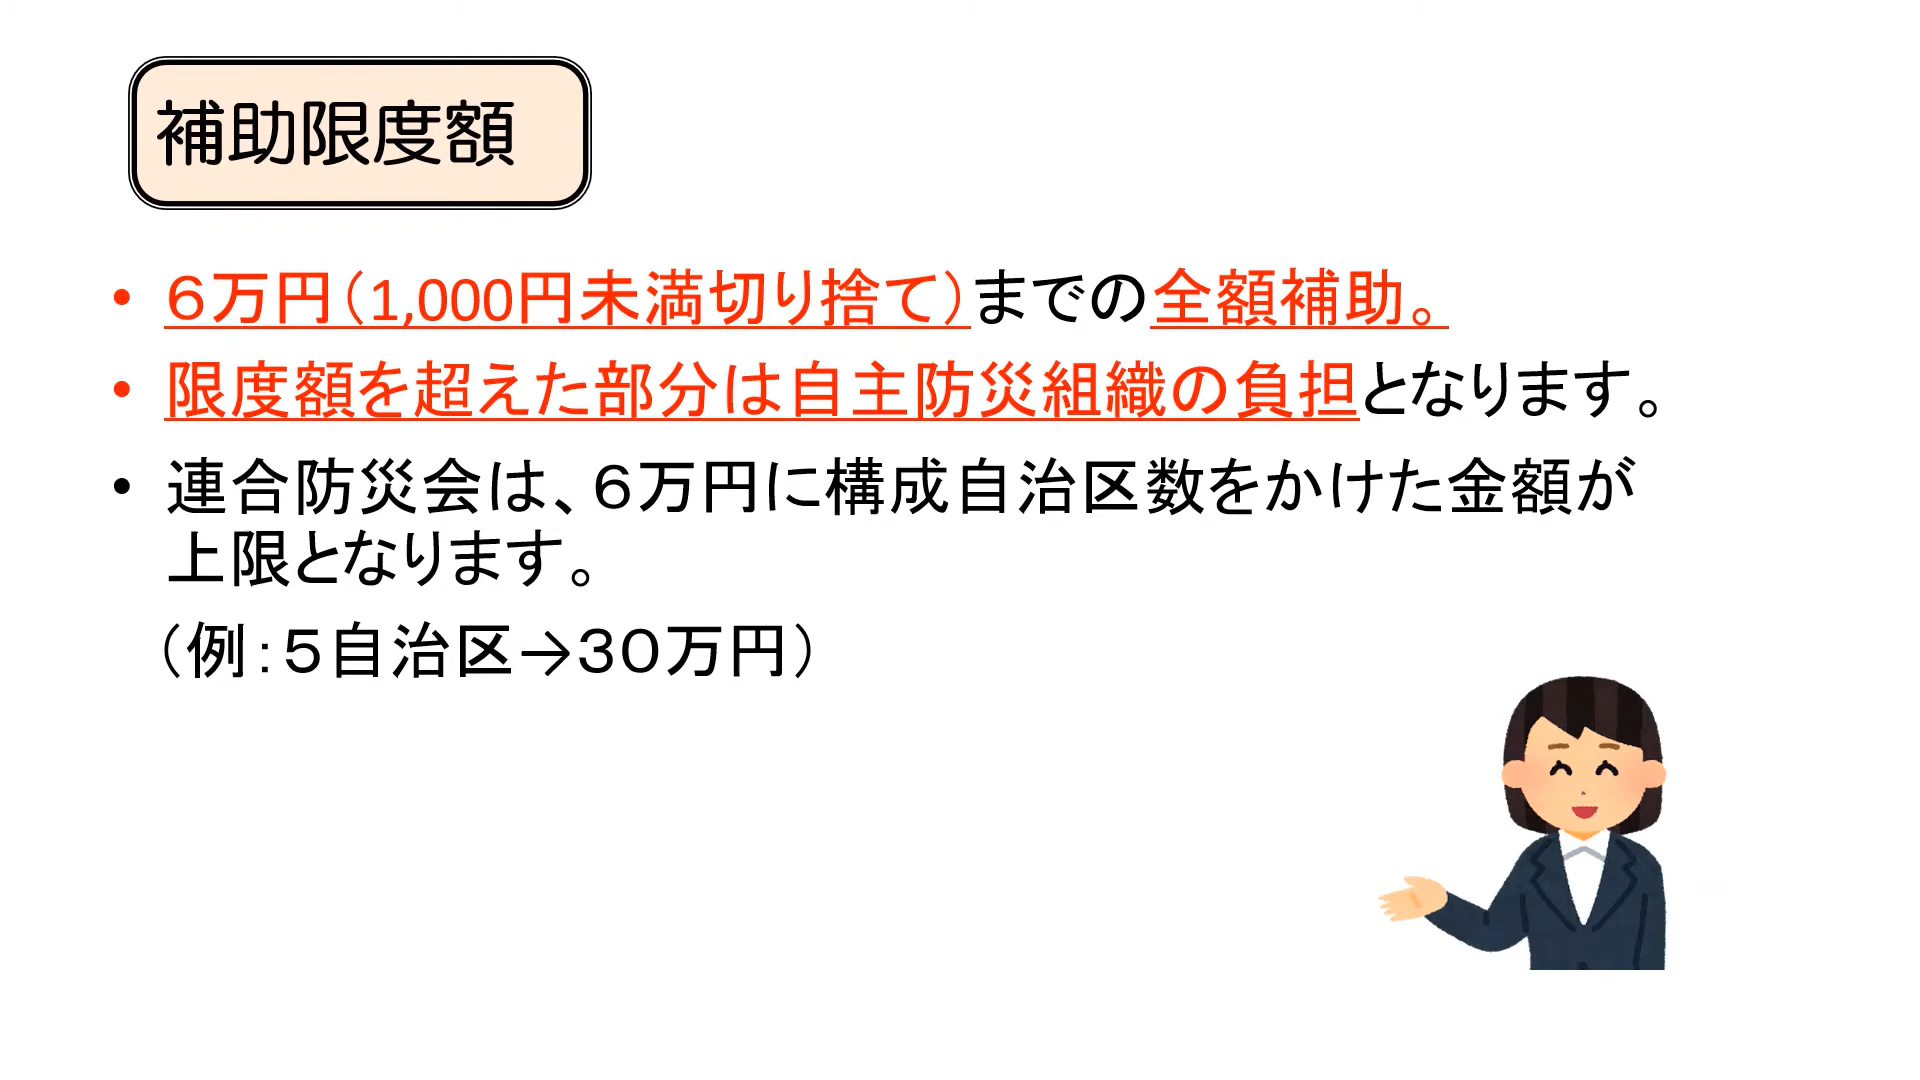 補助限度額
• ６万円（1,000円未満切り捨て）までの全額補助。
• 限度額を超えた部分は自主防災組織の負担となります。
• 連合防災会は、６万円に構成自治区数をかけた金額が
上限となります。
（例：５自治区→３０万円）